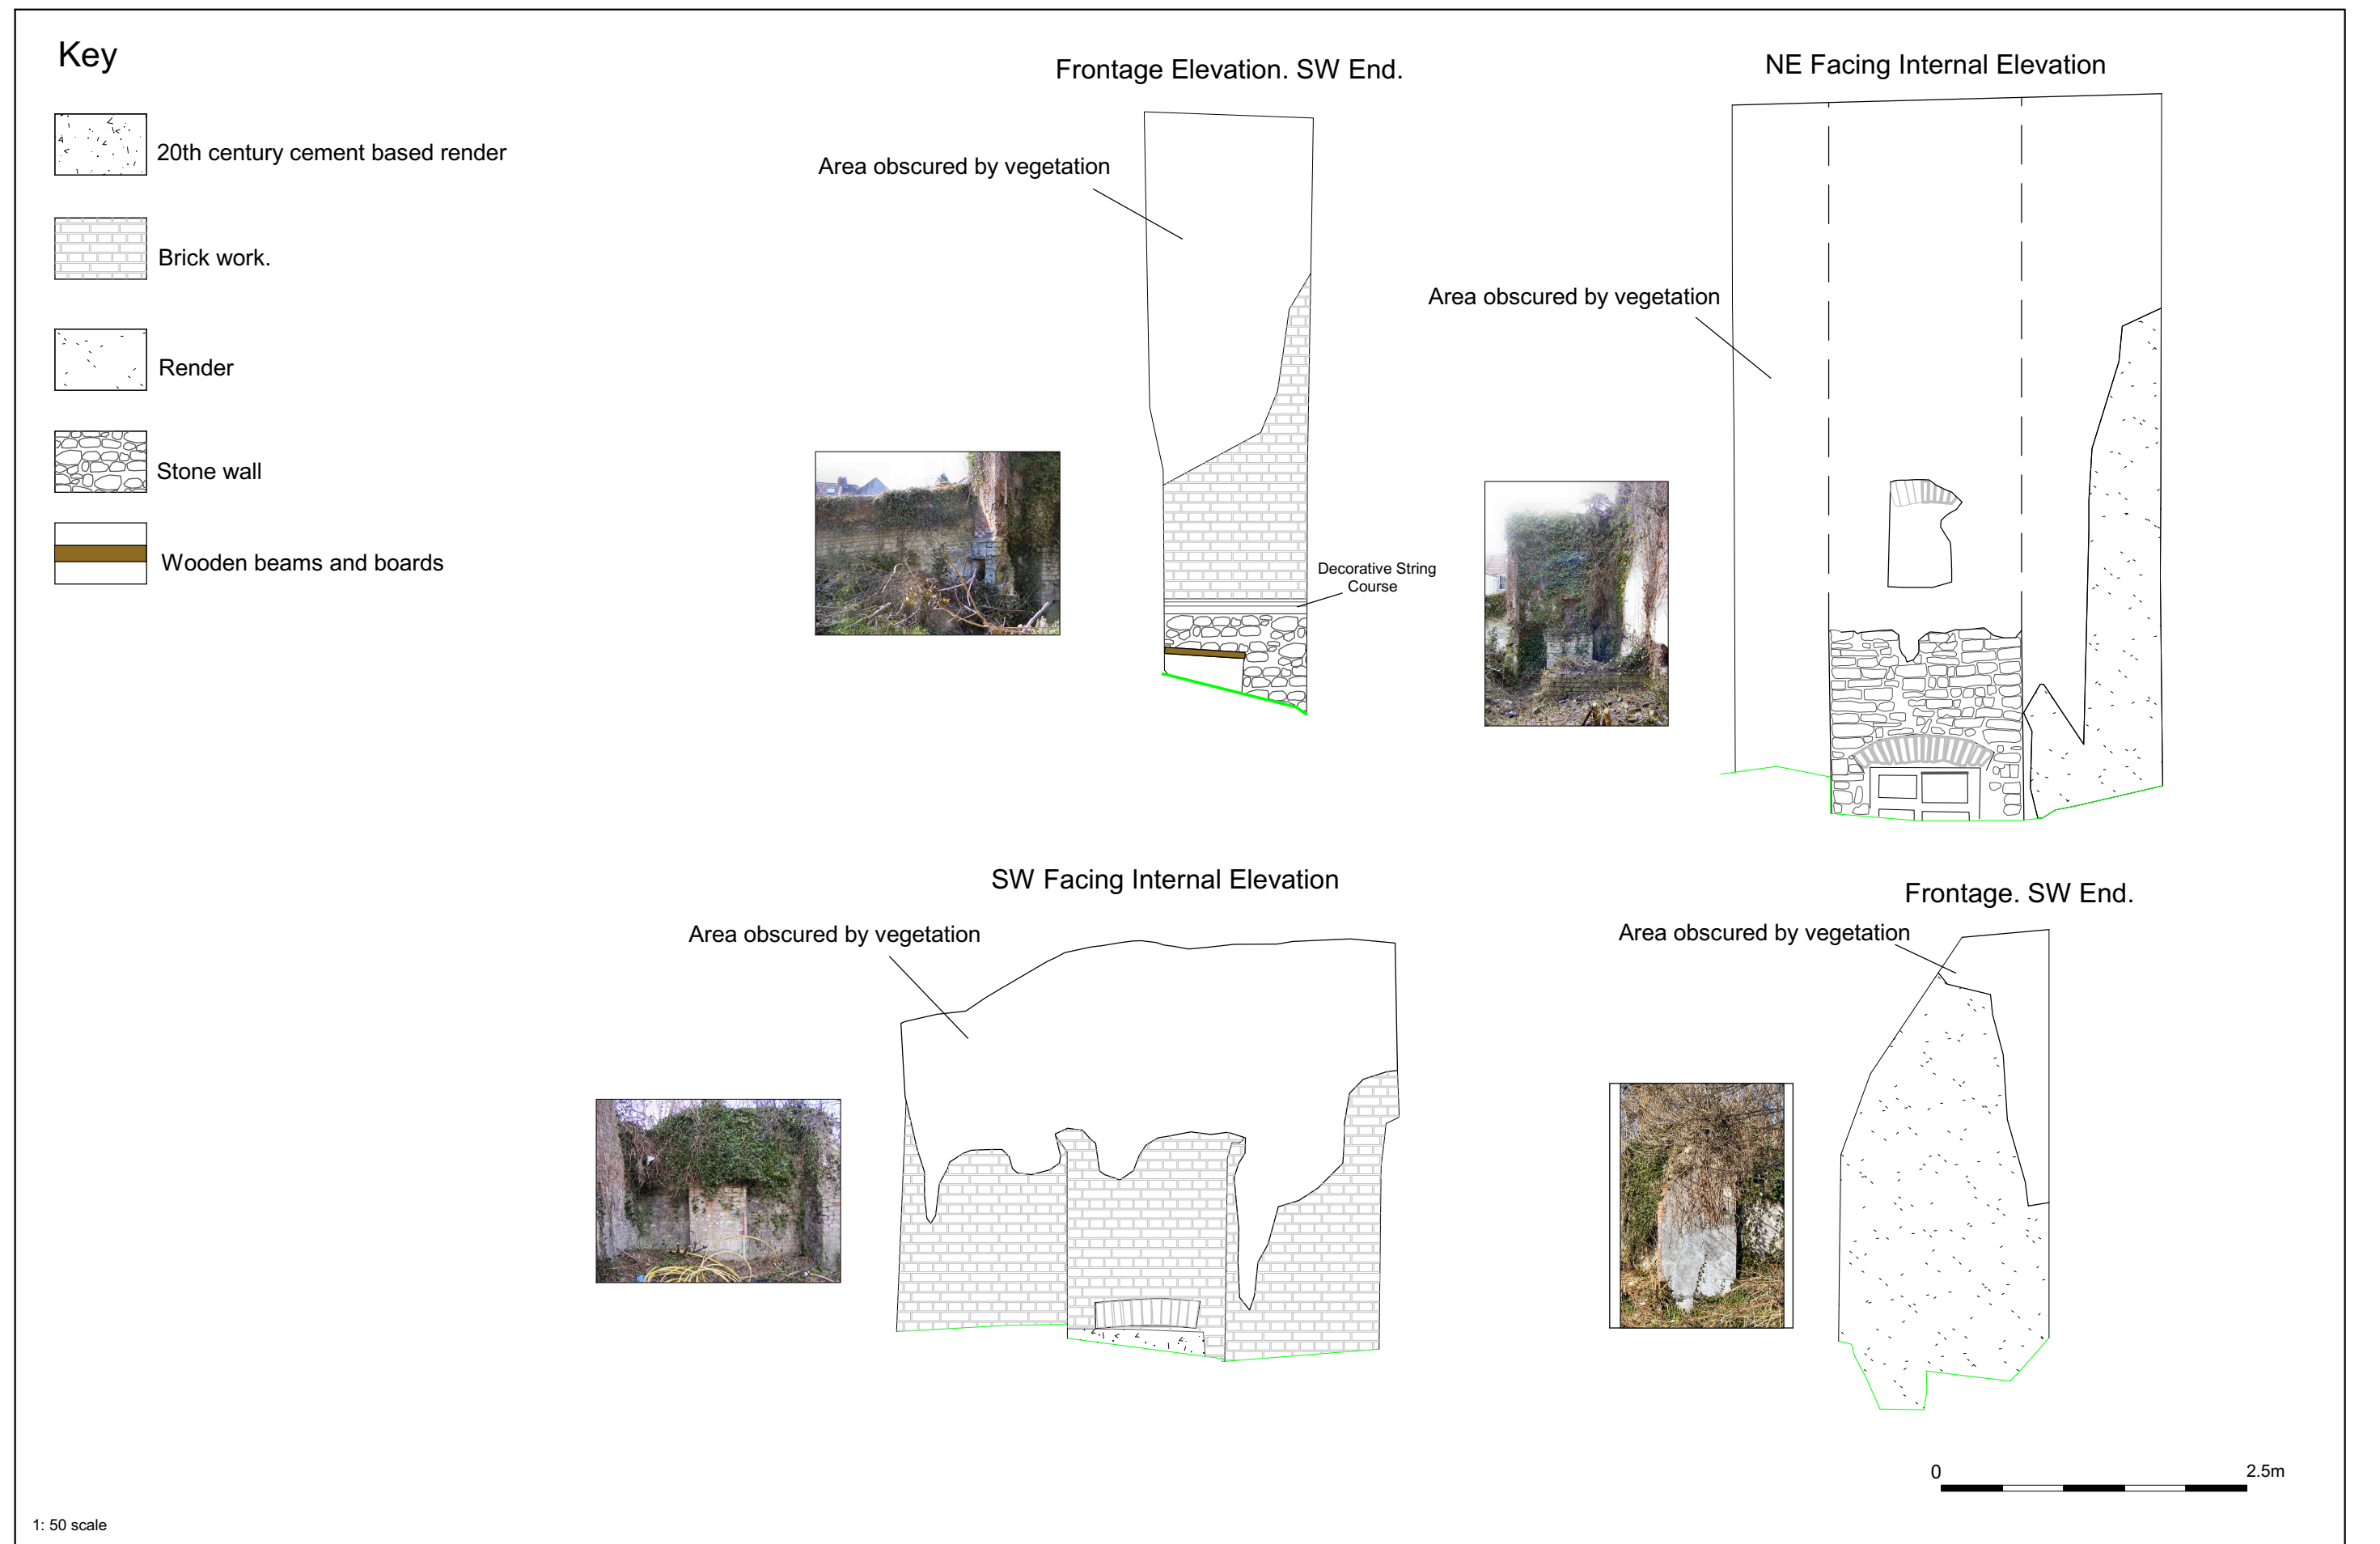 Key
20th century cement based render
Brick work.
Render
Stone wall
Wooden beams and boards
Frontage Elevation. SW End.
Area obscured by vegetation
Decorative String
Course
NE Facing Internal Elevation
Area obscured by vegetation
SW Facing Internal Elevation
Area obscured by vegetation
Frontage. SW End.
Area obscured by vegetation
0
2.5m
1: 50 scale